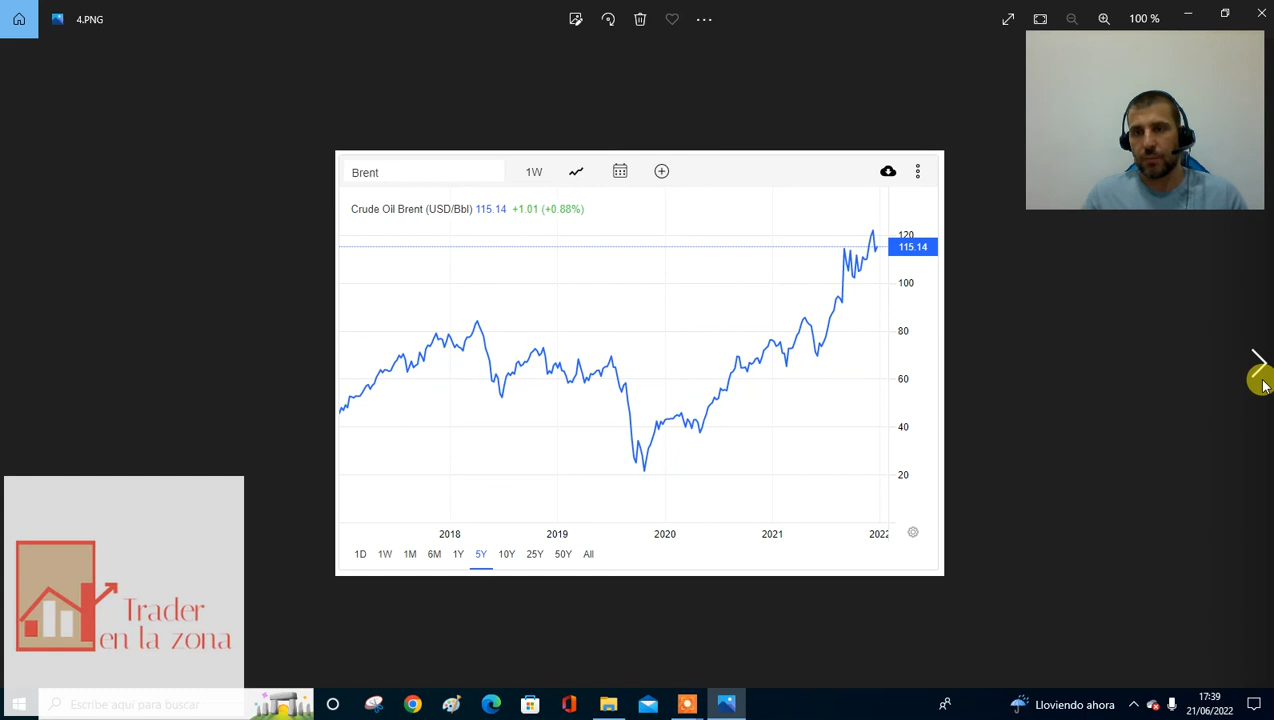 4.PNG
100 %
Brent
1W
Crude Oil Brent (USD/Bbl) 115.14 +1.01 (+0.88%)
120
115.14
100
80
60
40
20
2018 2019 2020 2021 2022
1D 1W 1M 6M 1Y 5Y 10Y 25Y 50Y All
Trader
en la zona
Escribe aquí para buscar
Lloviendo ahora
17:39
21/06/2022